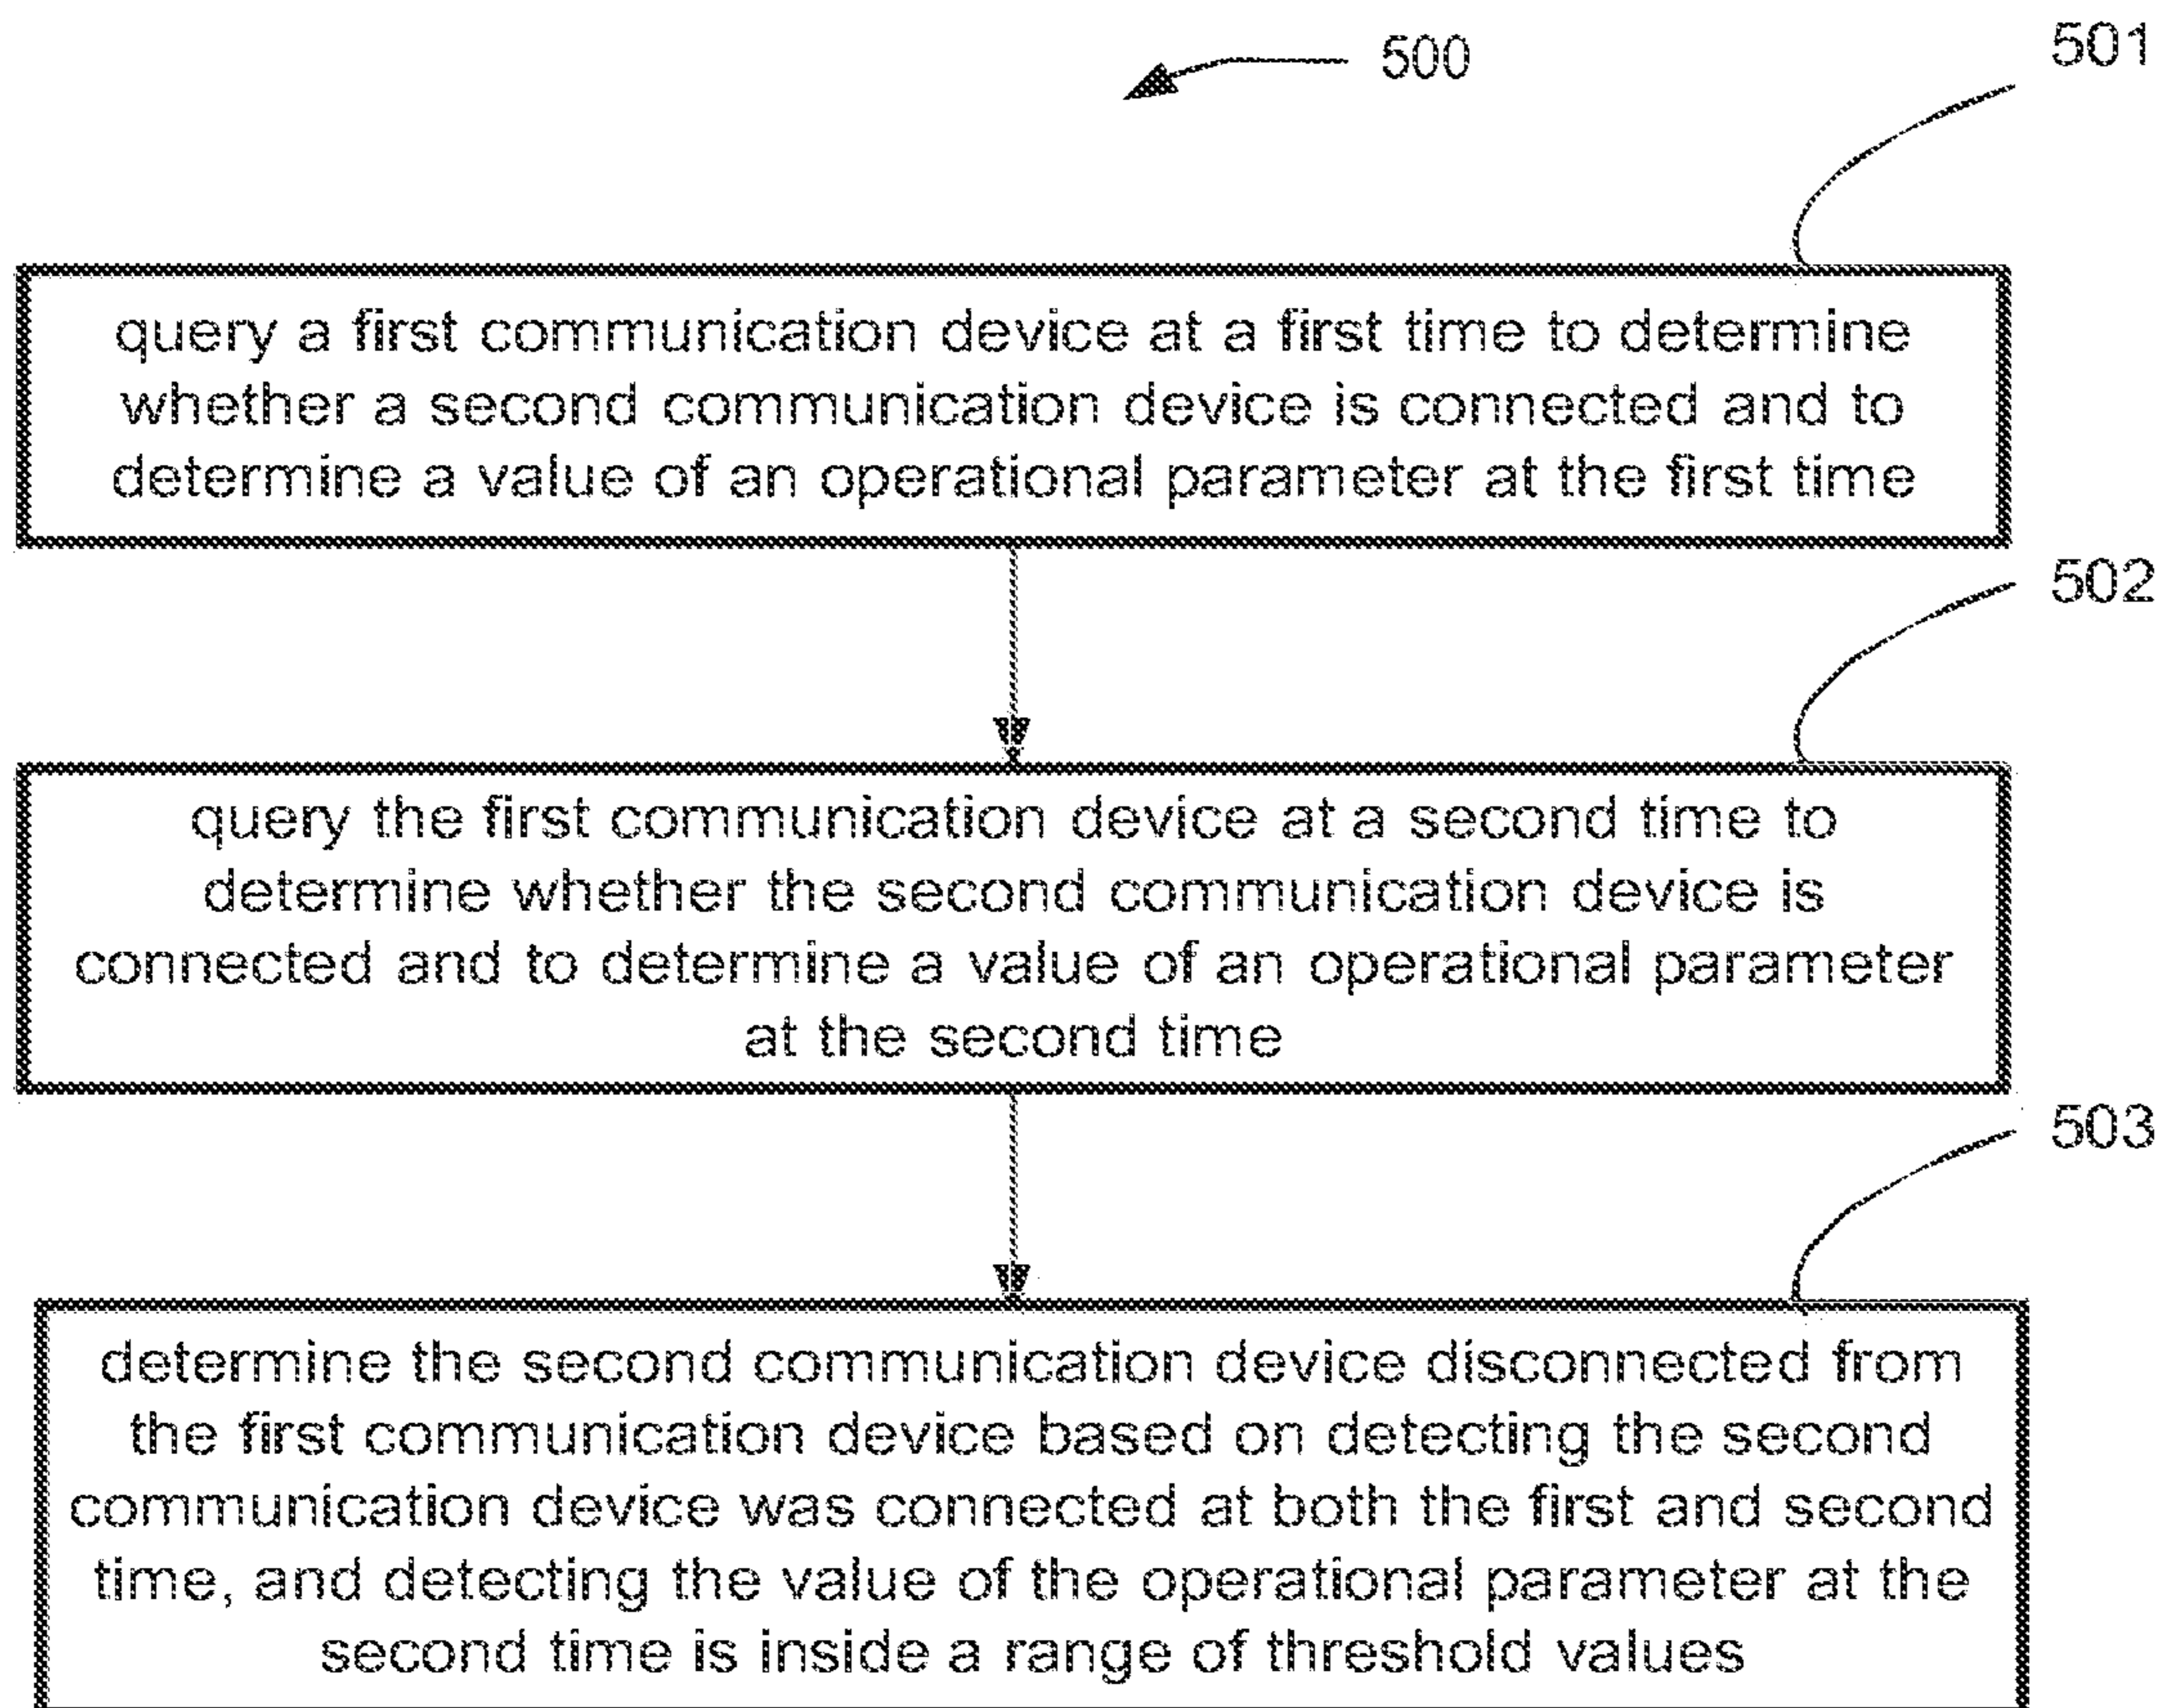 500
501
query a first communication device at a first time to determine
whether a second communication device is connected and to
determine a value of an operational parameter at the first time
502
query the first communication device at a second time to
determine whether the second communication device is
connected and to determine a value of an operational parameter
at the second time
503
determine the second communication device disconnected from
the first communication device based on detecting the second
communication device was connected at both the first and second
time, and detecting the value of the operational parameter at the
second time is inside a range of threshold values